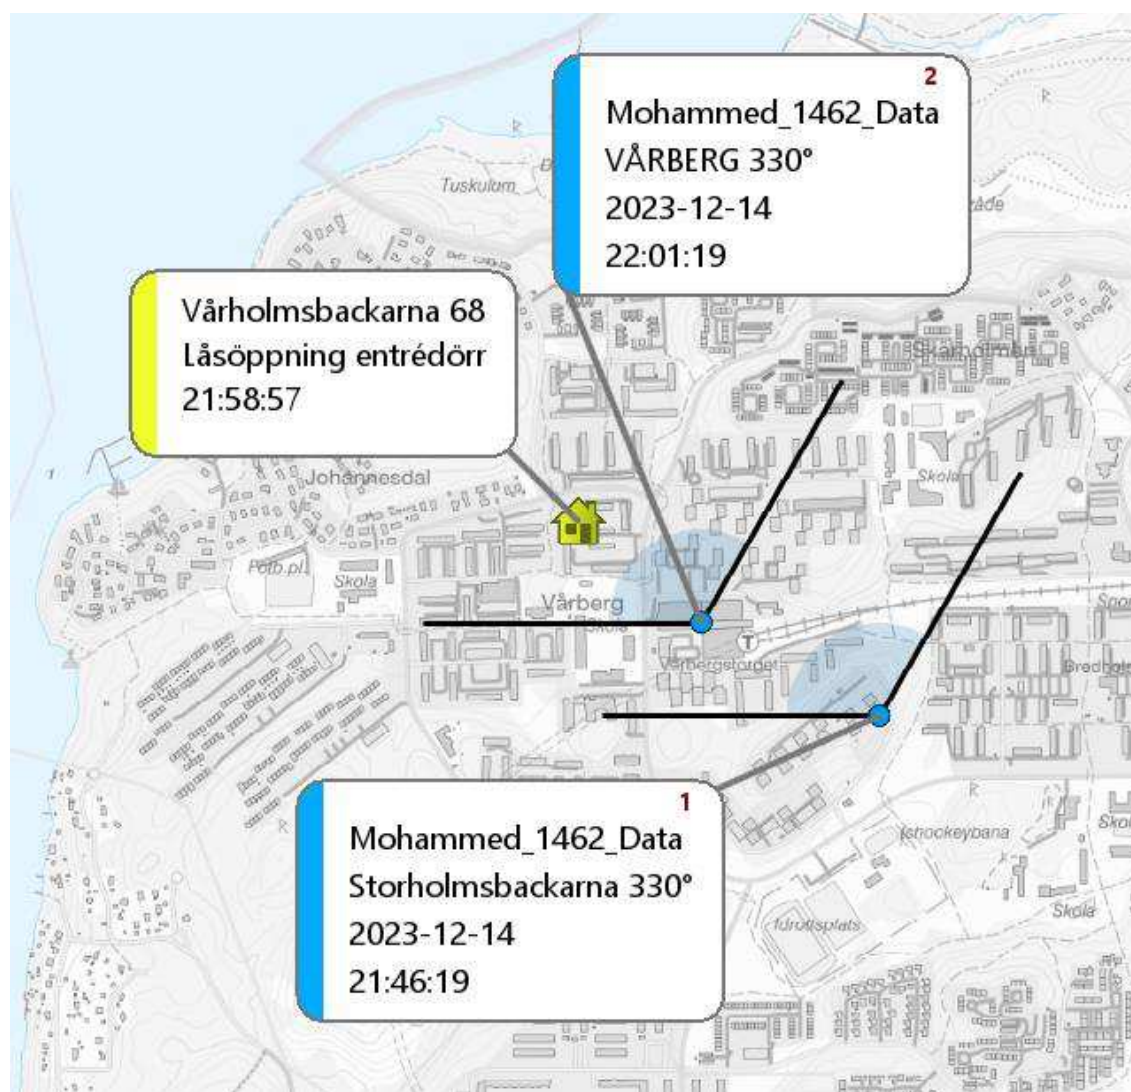 2
Mohammed_1462_Data
VÅRBERG 330°
2023-12-14
22:01:19
Tuskulum
Vårholmsbackarna 68
Låsöppning entrédörr
21:58:57
Skärholmen
Johannesdal
Skola
Fotb.pl.
Skola
Vårberg
Skola
T
Vårbergstordet
1
Mohammed_1462_Data
Storholmsbackarna 330°
2023-12-14
21:46:19
Ishockeybana
Idrottsplats
Skola